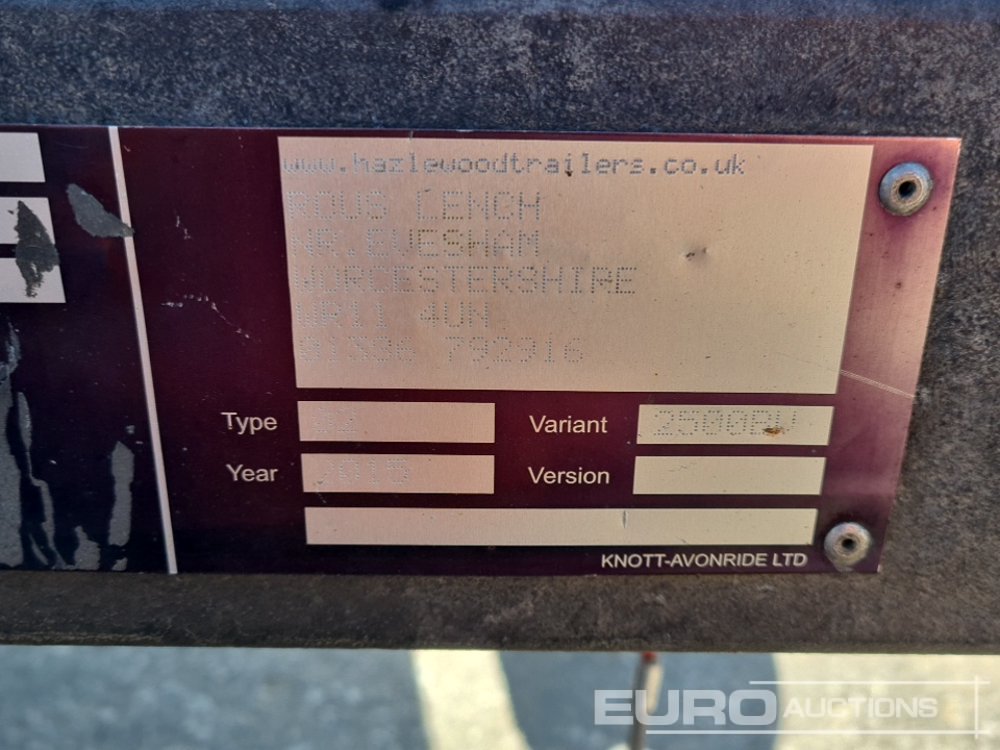 www.hazlewoodtrailers.co.uk
ROUS LENCH
NR.EVESHAM
WORCESTERSHIRE
WR11 4UN
01386 792916
Type
Variant 2500BV
Year 2015
Version
KNOTT-AVONRIDE LTD
EURO AUCTIONS